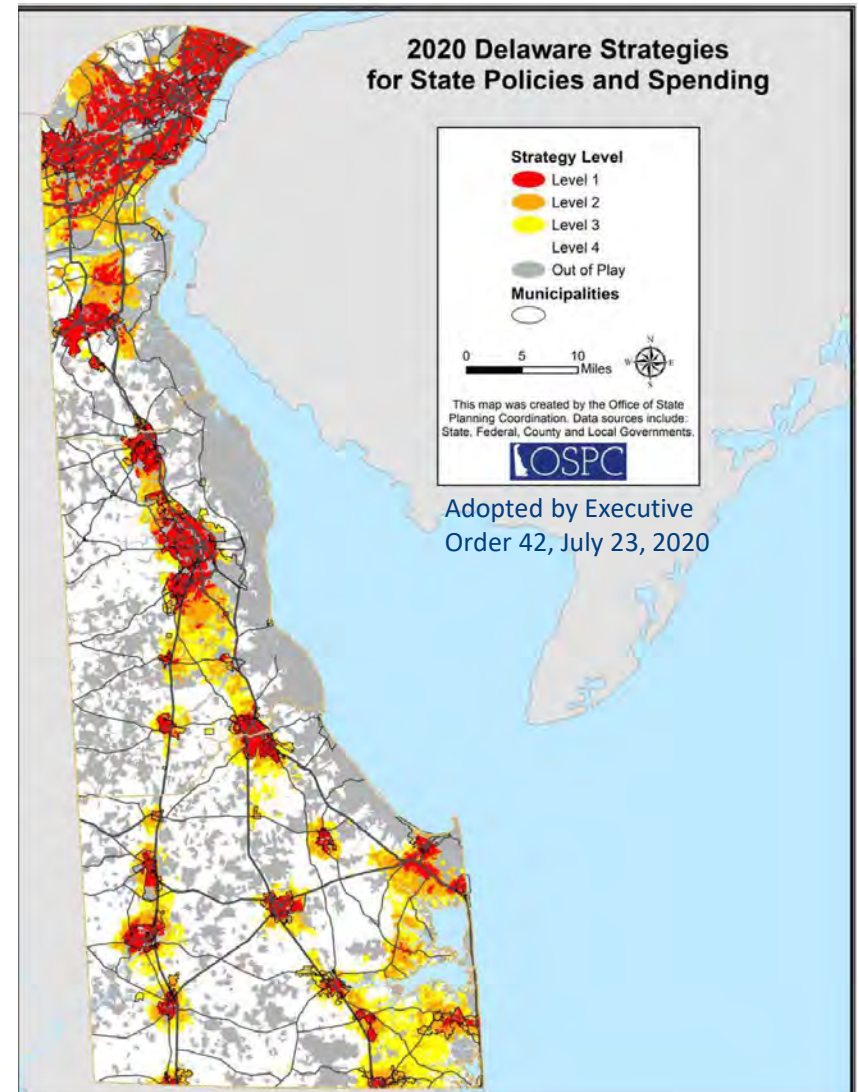 2020 Delaware Strategies
for State Policies and Spending
Strategy Level
Level 1
Level 2
Level 3
Level 4
Out of Play
Municipalities
0 5 10
Miles
N
W E
S
This map was created by the Office of State
Planning Coordination. Data sources include:
State, Federal, County and Local Governments.
OSPC
Adopted by Executive
Order 42, July 23, 2020